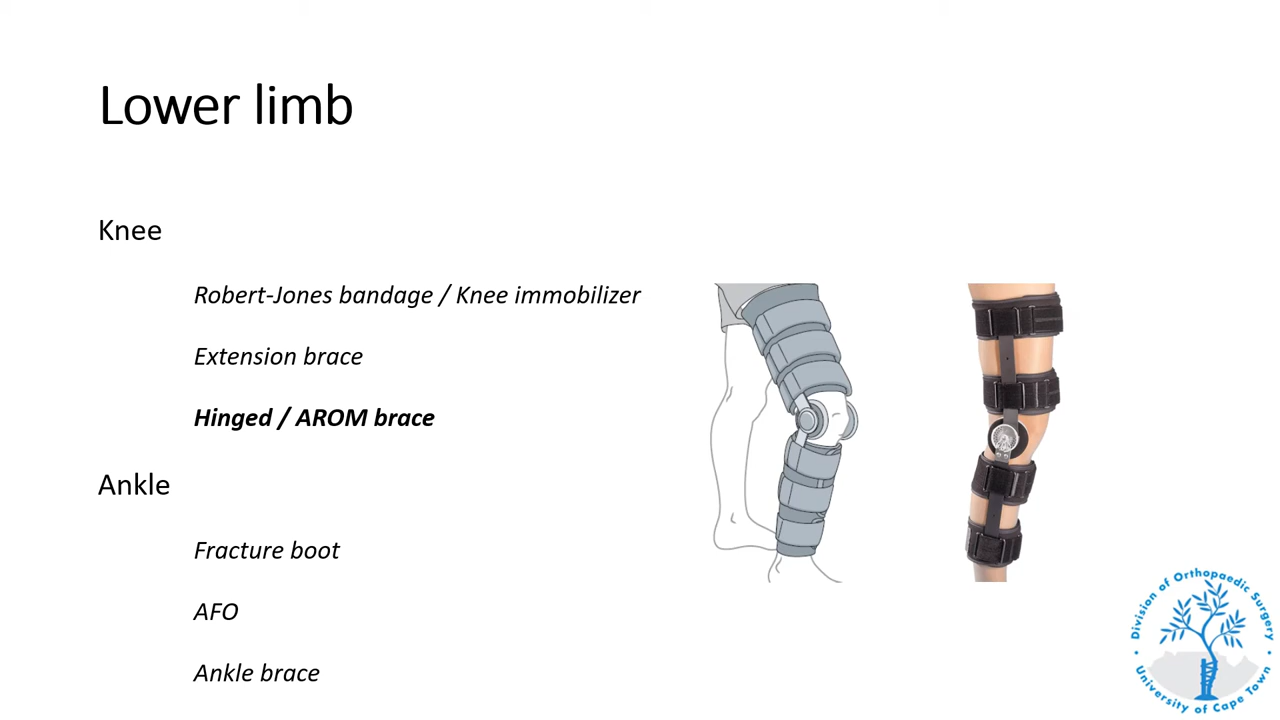 Lower limb
Knee
Robert-Jones bandage / Knee immobilizer
Extension brace
Hinged / AROM brace
Ankle
Fracture boot
AFO
Ankle brace
Division of Orthopaedic Surgery
University of Cape Town